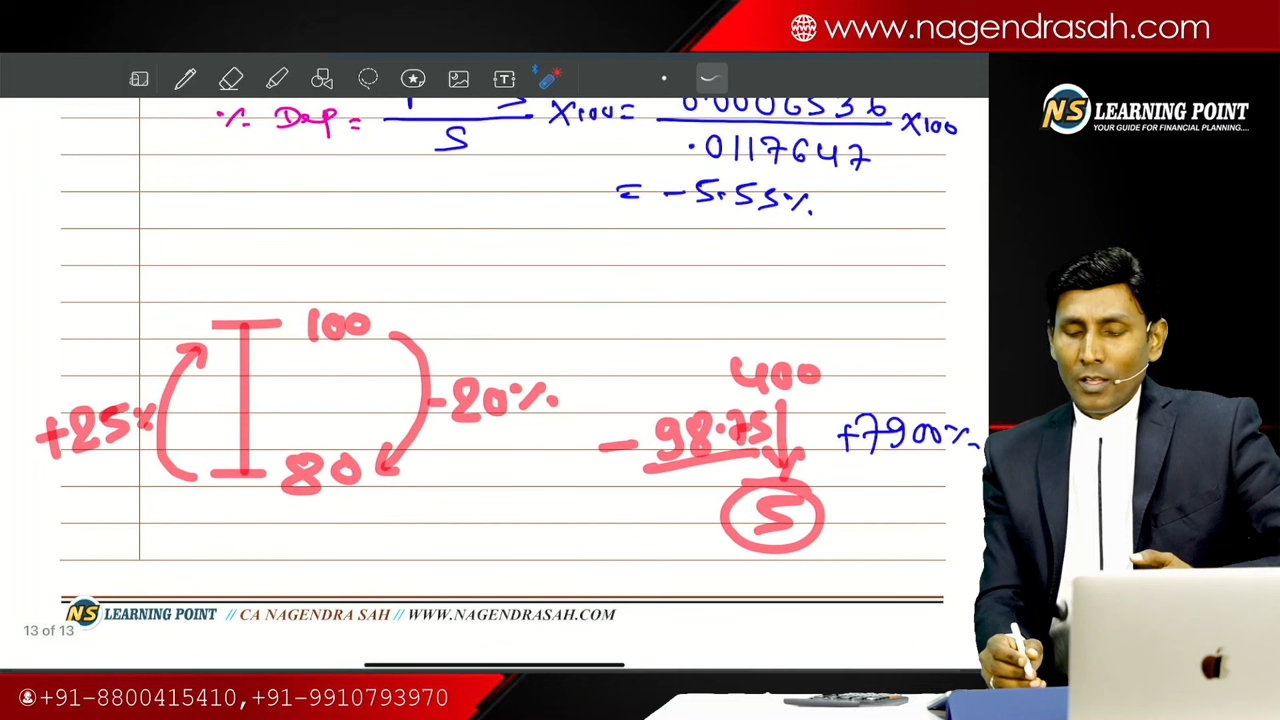 www.nagendrasah.com
NS LEARNING POINT
YOUR GUIDE FOR FINANCIAL PLANNING....
% Dep = S X100= 0.0006536 X100
.0117647
= -5.55%
100
+25%
-20%
80
400
- 98.75
+7900%
5
NS LEARNING POINT // CA NAGENDRA SAH // WWW.NAGENDRASAH.COM
13 of 13
+91-8800415410,+91-9910793970